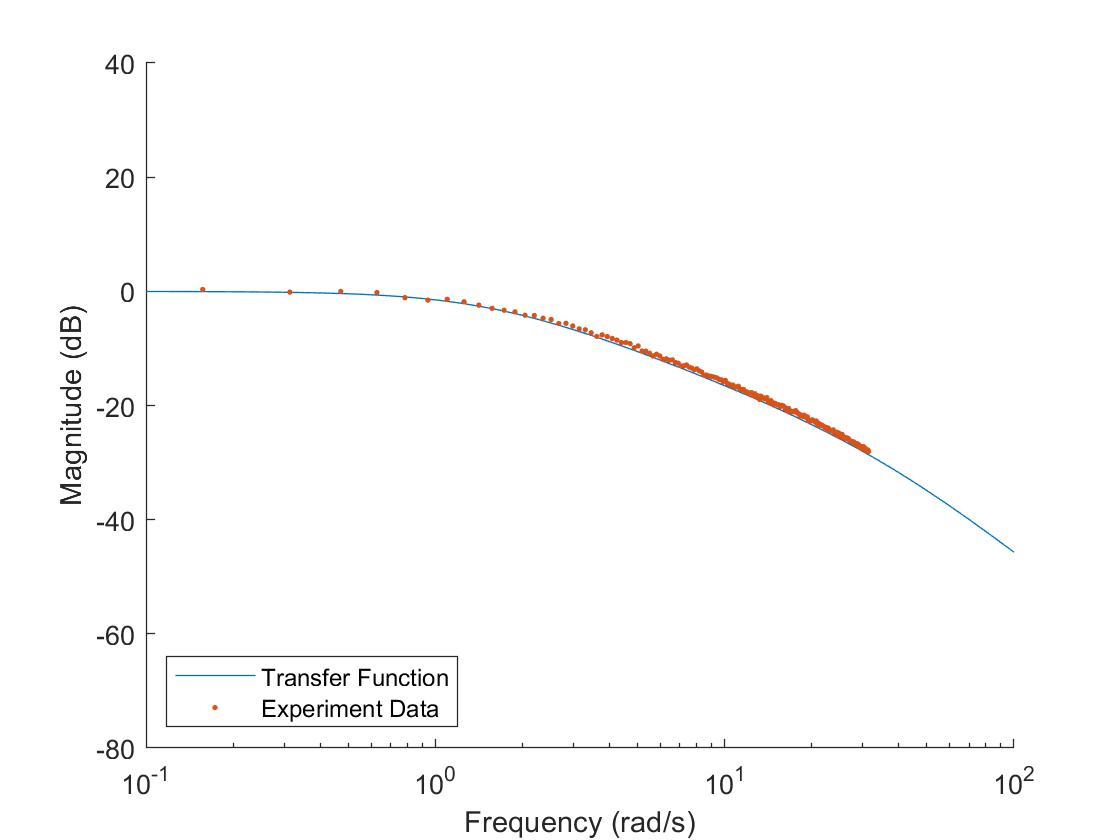 40
20
0
-20
-40
-60
-80
Magnitude (dB)
Transfer Function
Experiment Data
10^-1 10^0 10^1 10^2
Frequency (rad/s)